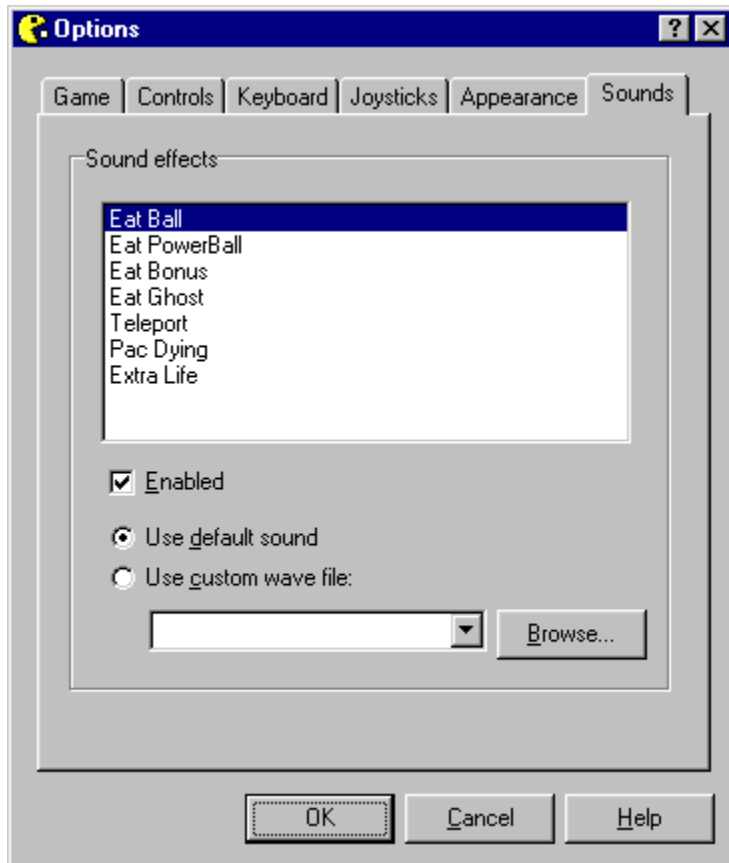 Options
Game Controls Keyboard Joysticks Appearance Sounds
Sound effects
Eat Ball
Eat PowerBall
Eat Bonus
Eat Ghost
Teleport
Pac Dying
Extra Life
Enabled
Use default sound
Use custom wave file:
Browse...
OK Cancel Help